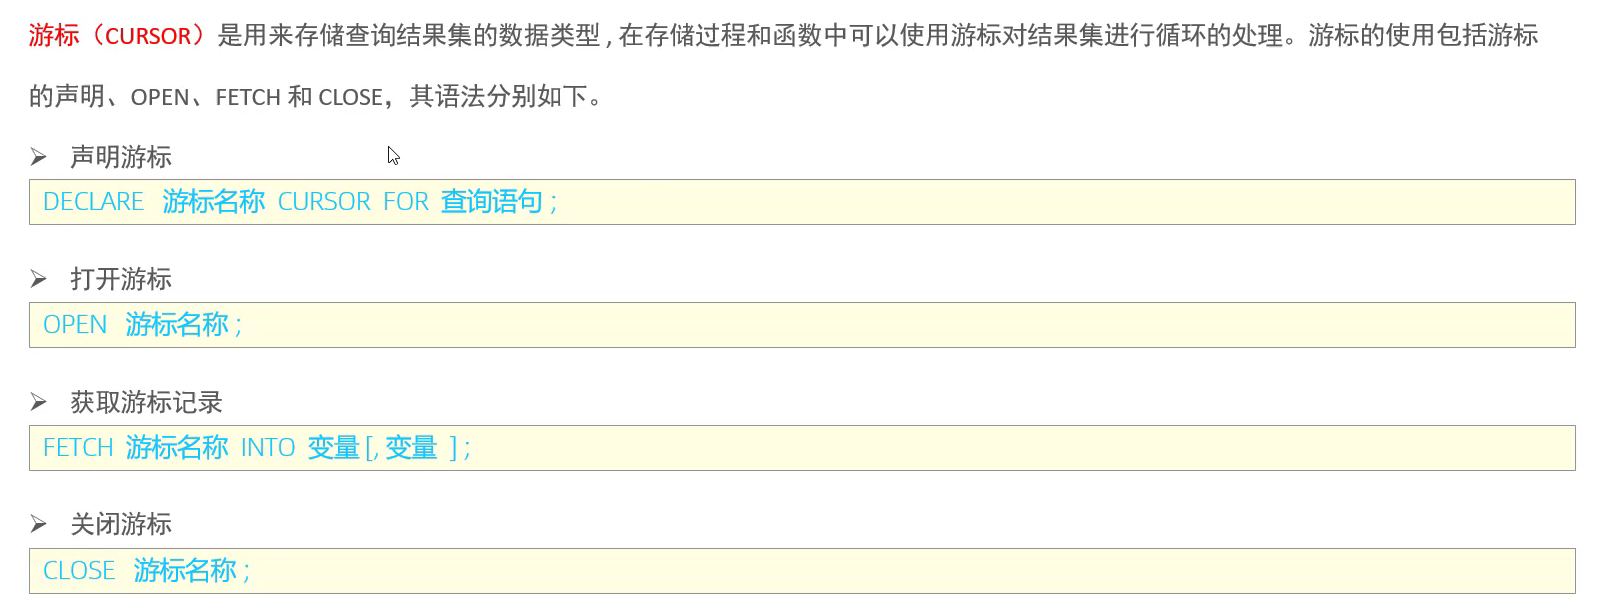 游标（CURSOR）是用来存储查询结果集的数据类型 , 在存储过程和函数中可以使用游标对结果集进行循环的处理。游标的使用包括游标
的声明、OPEN、FETCH 和 CLOSE，其语法分别如下。
➢ 声明游标
DECLARE 游标名称 CURSOR FOR 查询语句 ;
➢ 打开游标
OPEN 游标名称 ;
➢ 获取游标记录
FETCH 游标名称 INTO 变量 [, 变量 ] ;
➢ 关闭游标
CLOSE 游标名称 ;